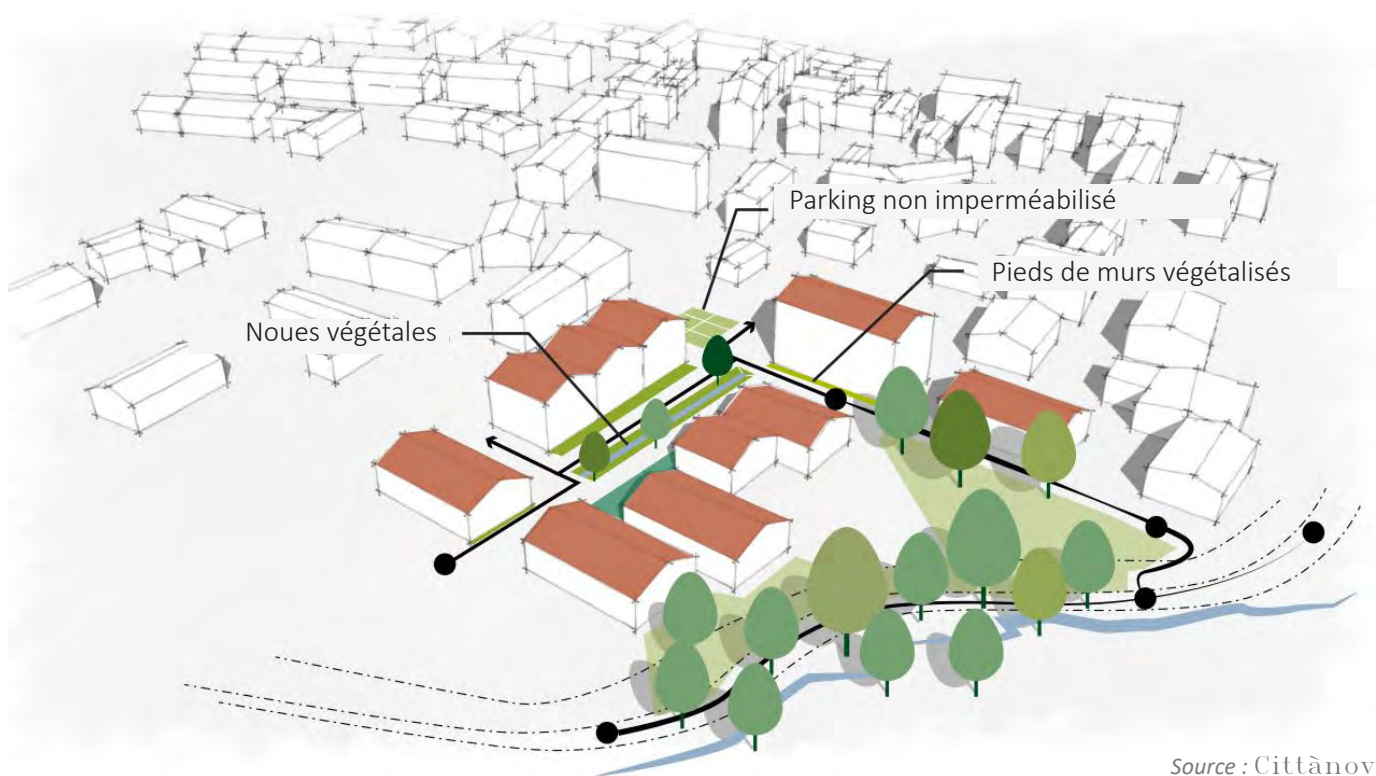 Parking non imperméabilisé
Pieds de murs végétalisés
Noues végétales
Source : Cittànov